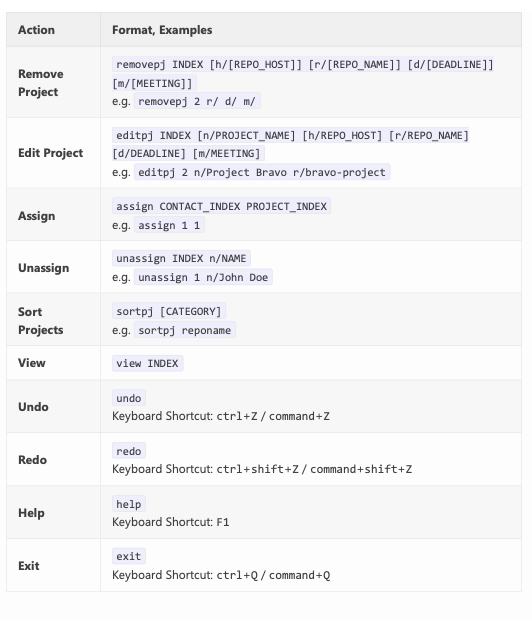 Action Format, Examples
Remove Project removepj INDEX [h/[REPO_HOST]] [r/[REPO_NAME]] [d/[DEADLINE]]
[m/[MEETING]]
e.g. removepj 2 r/ d/ m/
Edit Project editpj INDEX [n/PROJECT_NAME] [h/REPO_HOST] [r/REPO_NAME]
[d/DEADLINE] [m/MEETING]
e.g. editpj 2 n/Project Bravo r/bravo-project
Assign assign CONTACT_INDEX PROJECT_INDEX
e.g. assign 1 1
Unassign unassign INDEX n/NAME
e.g. unassign 1 n/John Doe
Sort Projects sortpj [CATEGORY]
e.g. sortpj reponame
View view INDEX
Undo undo
Keyboard Shortcut: ctrl+Z / command+Z
Redo redo
Keyboard Shortcut: ctrl+shift+Z / command+shift+Z
Help help
Keyboard Shortcut: F1
Exit exit
Keyboard Shortcut: ctrl+Q / command+Q